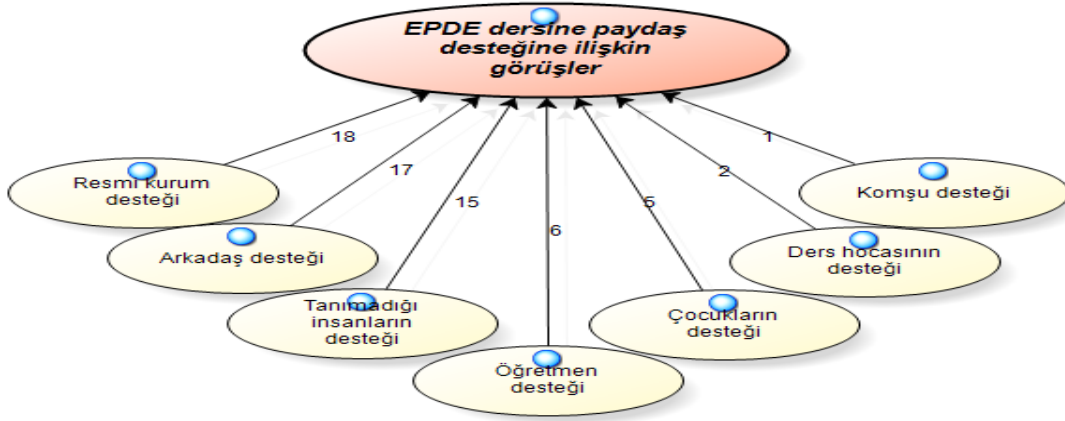 EPDE dersine paydaş
desteğine ilişkin
görüşler
18
17
15
6
5
2
1
Resmi kurum
desteği
Arkadaş desteği
Tanımadığı
insanların
desteği
Öğretmen
desteği
Çocukların
desteği
Ders hocasının
desteği
Komşu desteği